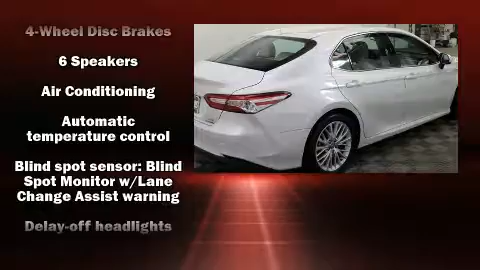 4-Wheel Disc Brakes
6 Speakers
Air Conditioning
Automatic
temperature control
Blind spot sensor: Blind
Spot Monitor w/Lane
Change Assist warning
Delay-off headlights